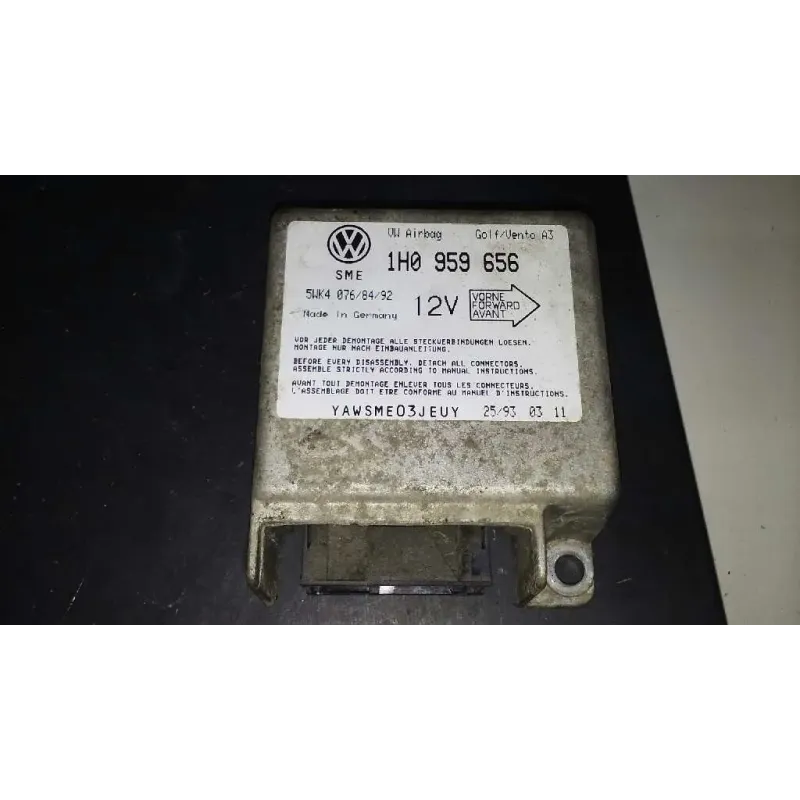 VW Airbag Golf/Vento A3
1H0 959 656
SME
5WK4 076/84/92
12V
VORNE
FORWARD
AVANT
Made in Germany
VOR JEDER DEMONTAGE ALLE STECKVERBINDUNGEN LOESEN.
MONTAGE NUR NACH EINBAUANLEITUNG.
BEFORE EVERY DISASSEMBLY, DETACH ALL CONNECTORS,
ASSEMBLE STRICTLY ACCORDING TO MANUAL INSTRUCTIONS.
AVANT TOUT DEMONTAGE ENLEVER TOUS LES CONNECTEURS.
L'ASSEMBLAGE DOIT ETRE CONFORME AU MANUEL D'INSTRUCTIONS.
YAWSME03JEUY 25/93 03 11